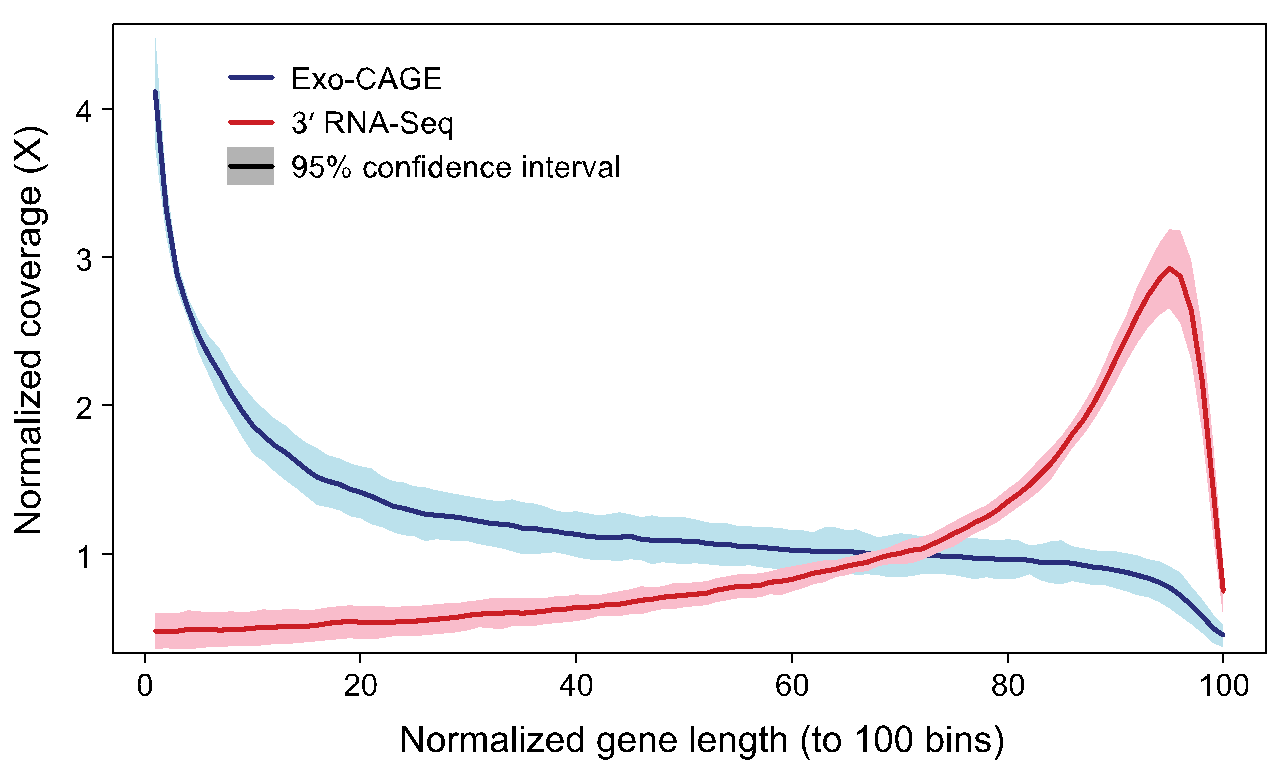 Exo-CAGE
3′ RNA-Seq
95% confidence interval
Normalized coverage (X)
4
3
2
1
0 20 40 60 80 100
Normalized gene length (to 100 bins)